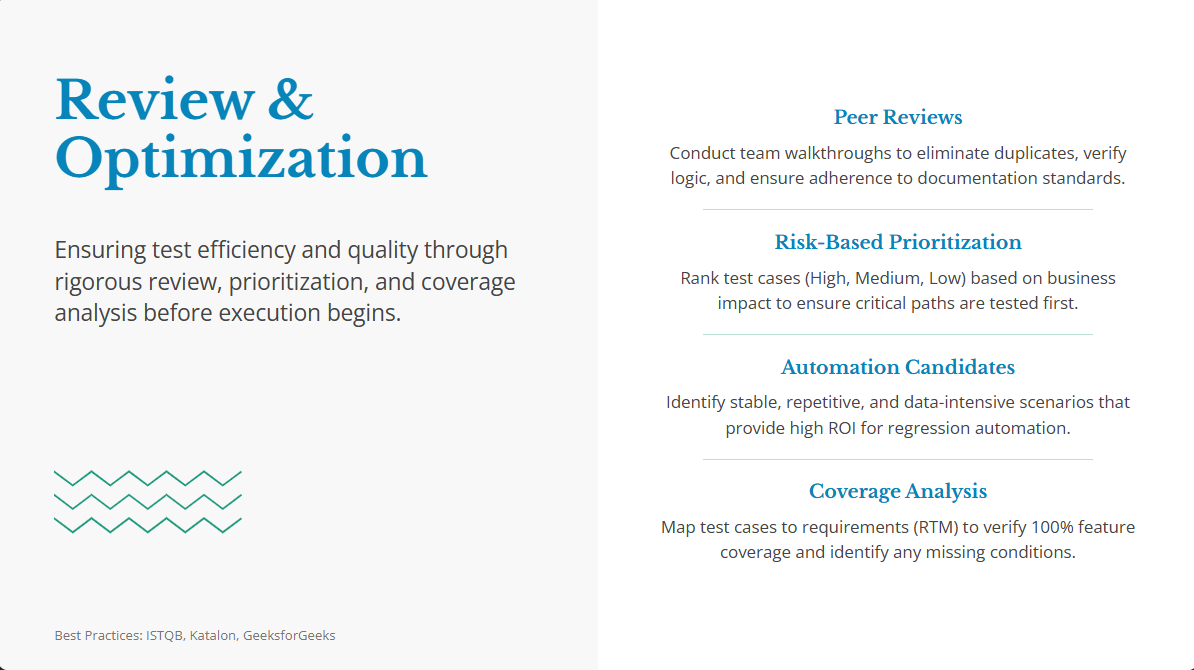 Review &
Optimization
Ensuring test efficiency and quality through
rigorous review, prioritization, and coverage
analysis before execution begins.
Best Practices: ISTQB, Katalon, GeeksforGeeks
Peer Reviews
Conduct team walkthroughs to eliminate duplicates, verify
logic, and ensure adherence to documentation standards.
Risk-Based Prioritization
Rank test cases (High, Medium, Low) based on business
impact to ensure critical paths are tested first.
Automation Candidates
Identify stable, repetitive, and data-intensive scenarios that
provide high ROI for regression automation.
Coverage Analysis
Map test cases to requirements (RTM) to verify 100% feature
coverage and identify any missing conditions.